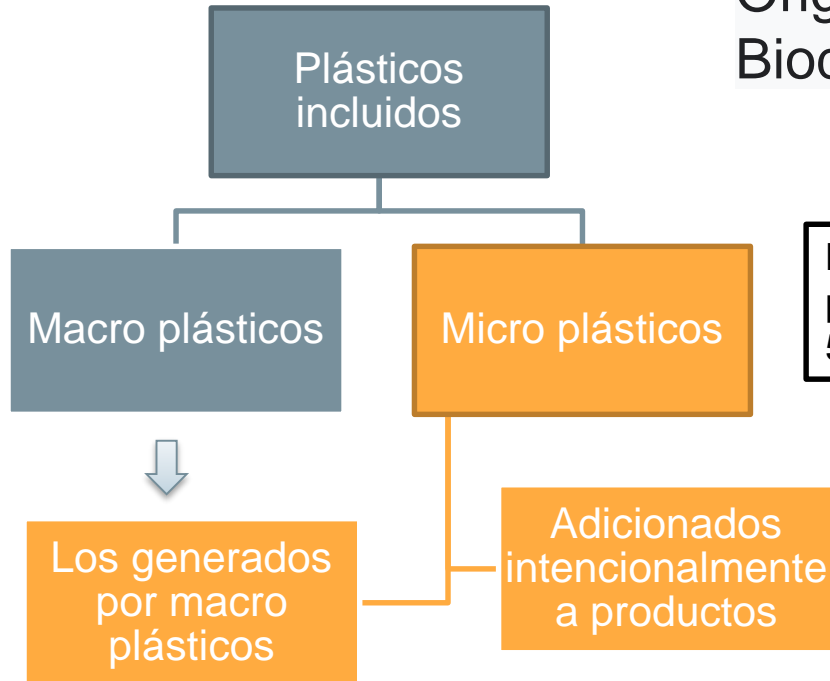 Plásticos
incluidos
Macro plásticos
Micro plásticos
Los generados
por macro
plásticos
Adicionados
intencionalmente
a productos